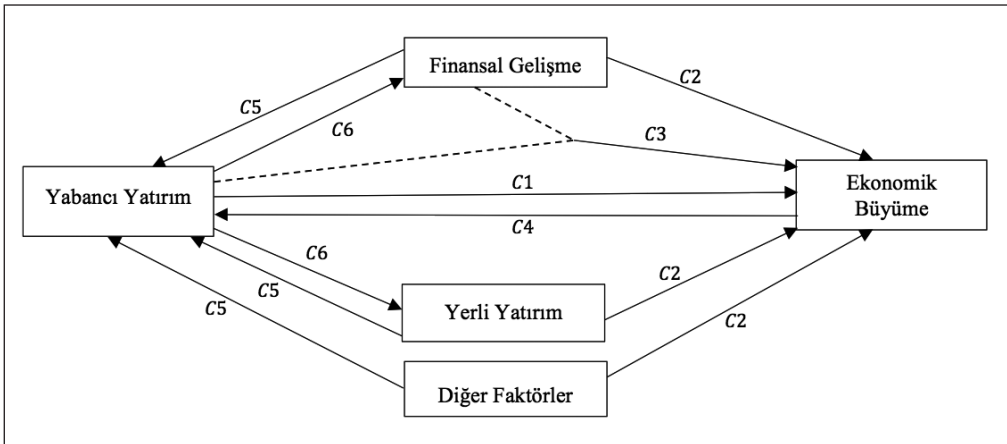 Finansal Gelişme
C2
C5
C6
C3
Yabancı Yatırım
C1
Ekonomik
Büyüme
C4
C6
C5
C2
C5
Yerli Yatırım
C2
Diğer Faktörler